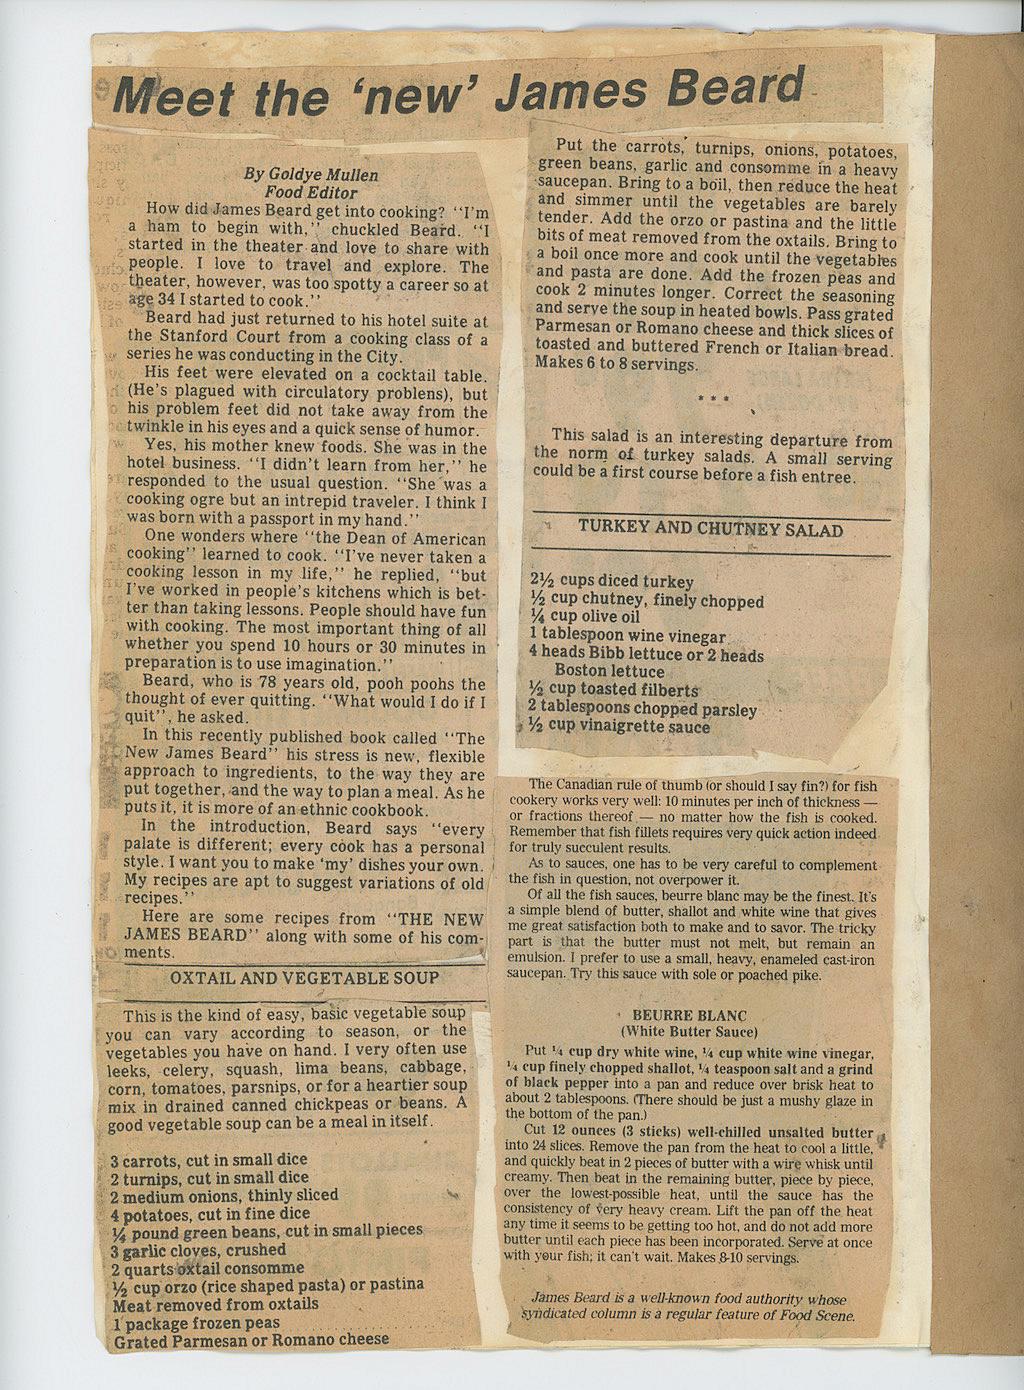 Meet the 'new' James Beard
By Goldye Mullen
Food Editor
How did James Beard get into cooking? "I'm
a ham to begin with," chuckled Beard. "I
started in the theater and love to share with
people. I love to travel and explore. The
theater, however, was too spotty a career so at
age 34 I started to cook."
Beard had just returned to his hotel suite at
the Stanford Court from a cooking class of a
series he was conducting in the City.
His feet were elevated on a cocktail table.
(He's plagued with circulatory problens), but
his problem feet did not take away from the
twinkle in his eyes and a quick sense of humor.
Yes, his mother knew foods. She was in the
hotel business. "I didn't learn from her," he
responded to the usual question. "She was a
cooking ogre but an intrepid traveler. I think I
was born with a passport in my hand."
One wonders where "the Dean of American
cooking" learned to cook. "I've never taken a
cooking lesson in my life," he replied, "but
I've worked in people's kitchens which is bet-
ter than taking lessons. People should have fun
with cooking. The most important thing of all
whether you spend 10 hours or 30 minutes in
preparation is to use imagination."
Beard, who is 78 years old, pooh poohs the
thought of ever quitting. "What would I do if I
quit", he asked.
In this recently published book called "The
New James Beard" his stress is new, flexible
approach to ingredients, to the way they are
put together, and the way to plan a meal. As he
puts it, it is more of an ethnic cookbook.
In the introduction, Beard says "every
palate is different; every cook has a personal
style. I want you to make 'my' dishes your own.
My recipes are apt to suggest variations of old
recipes."
Here are some recipes from "THE NEW
JAMES BEARD" along with some of his com-
ments.
OXTAIL AND VEGETABLE SOUP
This is the kind of easy, basic vegetable soup
you can vary according to season, or the
vegetables you have on hand. I very often use
leeks, celery, squash, lima beans, cabbage,
corn, tomatoes, parsnips, or for a heartier soup
mix in drained canned chickpeas or beans. A
good vegetable soup can be a meal in itself.
3 carrots, cut in small dice
2 turnips, cut in small dice
2 medium onions, thinly sliced
4 potatoes, cut in fine dice
¼ pound green beans, cut in small pieces
3 garlic cloves, crushed
2 quarts oxtail consomme
½ cup orzo (rice shaped pasta) or pastina
Meat removed from oxtails
1 package frozen peas
Grated Parmesan or Romano cheese
Put the carrots, turnips, onions, potatoes,
green beans, garlic and consomme in a heavy
saucepan. Bring to a boil, then reduce the heat
and simmer until the vegetables are barely
tender. Add the orzo or pastina and the little
bits of meat removed from the oxtails. Bring to
a boil once more and cook until the vegetables
and pasta are done. Add the frozen peas and
cook 2 minutes longer. Correct the seasoning
and serve the soup in heated bowls. Pass grated
Parmesan or Romano cheese and thick slices of
toasted and buttered French or Italian bread.
Makes 6 to 8 servings.
* * *
This salad is an interesting departure from
the norm of turkey salads. A small serving
could be a first course before a fish entree.
TURKEY AND CHUTNEY SALAD
2½ cups diced turkey
½ cup chutney, finely chopped
¼ cup olive oil
1 tablespoon wine vinegar
4 heads Bibb lettuce or 2 heads
Boston lettuce
½ cup toasted filberts
2 tablespoons chopped parsley
½ cup vinaigrette sauce
The Canadian rule of thumb (or should I say fin?) for fish
cookery works very well: 10 minutes per inch of thickness —
or fractions thereof — no matter how the fish is cooked.
Remember that fish fillets requires very quick action indeed
for truly succulent results.
As to sauces, one has to be very careful to complement
the fish in question, not overpower it.
Of all the fish sauces, beurre blanc may be the finest. It's
a simple blend of butter, shallot and white wine that gives
me great satisfaction both to make and to savor. The tricky
part is that the butter must not melt, but remain an
emulsion. I prefer to use a small, heavy, enameled cast-iron
saucepan. Try this sauce with sole or poached pike.
BEURRE BLANC
(White Butter Sauce)
Put ¼ cup dry white wine, ¼ cup white wine vinegar,
¼ cup finely chopped shallot, ¼ teaspoon salt and a grind
of black pepper into a pan and reduce over brisk heat to
about 2 tablespoons. (There should be just a mushy glaze in
the bottom of the pan.)
Cut 12 ounces (3 sticks) well-chilled unsalted butter
into 24 slices. Remove the pan from the heat to cool a little,
and quickly beat in 2 pieces of butter with a wire whisk until
creamy. Then beat in the remaining butter, piece by piece,
over the lowest-possible heat, until the sauce has the
consistency of very heavy cream. Lift the pan off the heat
any time it seems to be getting too hot, and do not add more
butter until each piece has been incorporated. Serve at once
with your fish; it can't wait. Makes 8-10 servings.
James Beard is a well-known food authority whose
syndicated column is a regular feature of Food Scene.